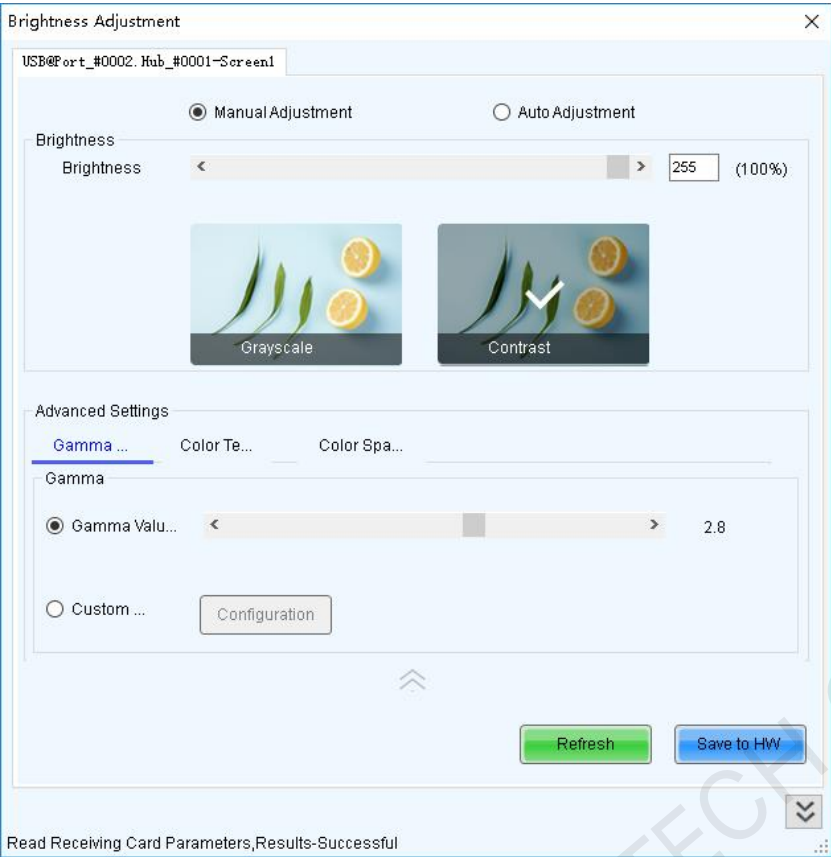 Brightness Adjustment
USB@Port_#0002.Hub_#0001-Screen1
Manual Adjustment Auto Adjustment
Brightness
Brightness 255 (100%)
Grayscale Contrast
Advanced Settings
Gamma ... Color Te... Color Spa...
Gamma
Gamma Valu... 2.8
Custom ... Configuration
Refresh Save to HW
TECH
Read Receiving Card Parameters,Results-Successful